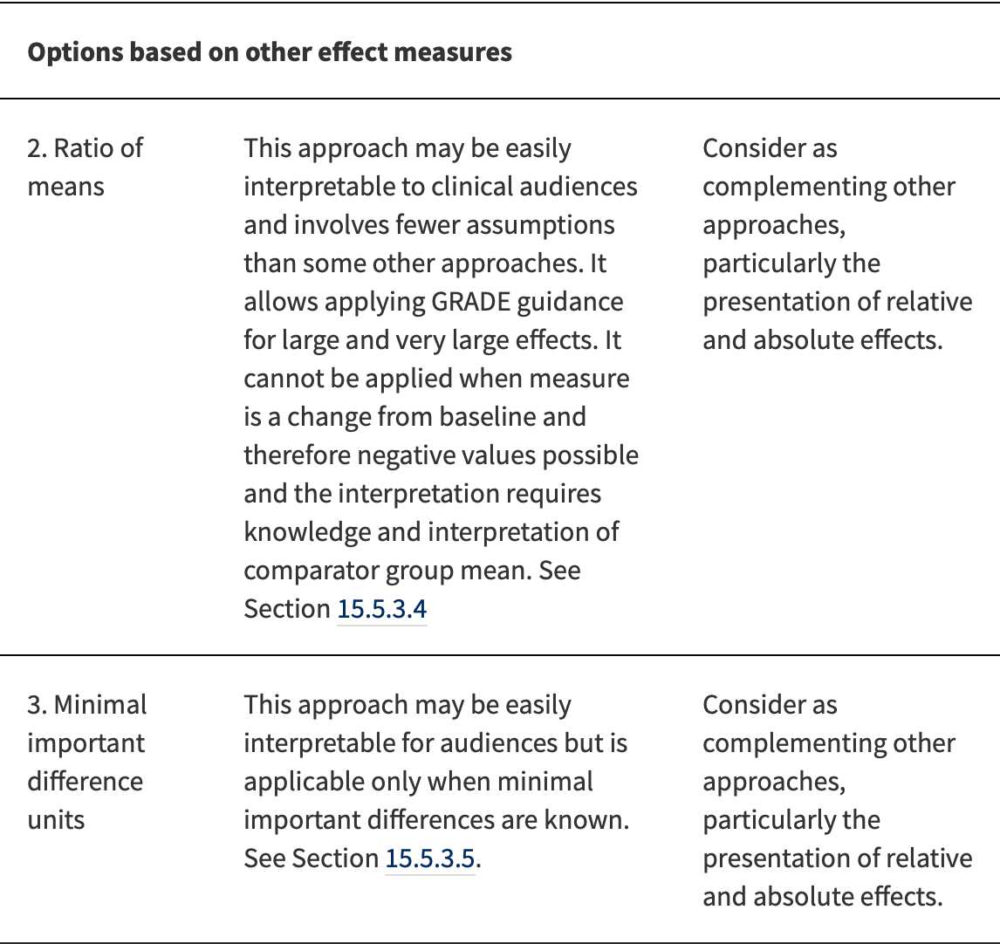 Options based on other effect measures
2. Ratio of
means
This approach may be easily
interpretable to clinical audiences
and involves fewer assumptions
than some other approaches. It
allows applying GRADE guidance
for large and very large effects. It
cannot be applied when measure
is a change from baseline and
therefore negative values possible
and the interpretation requires
knowledge and interpretation of
comparator group mean. See
Section 15.5.3.4
Consider as
complementing other
approaches,
particularly the
presentation of relative
and absolute effects.
3. Minimal
important
difference
units
This approach may be easily
interpretable for audiences but is
applicable only when minimal
important differences are known.
See Section 15.5.3.5.
Consider as
complementing other
approaches,
particularly the
presentation of relative
and absolute effects.